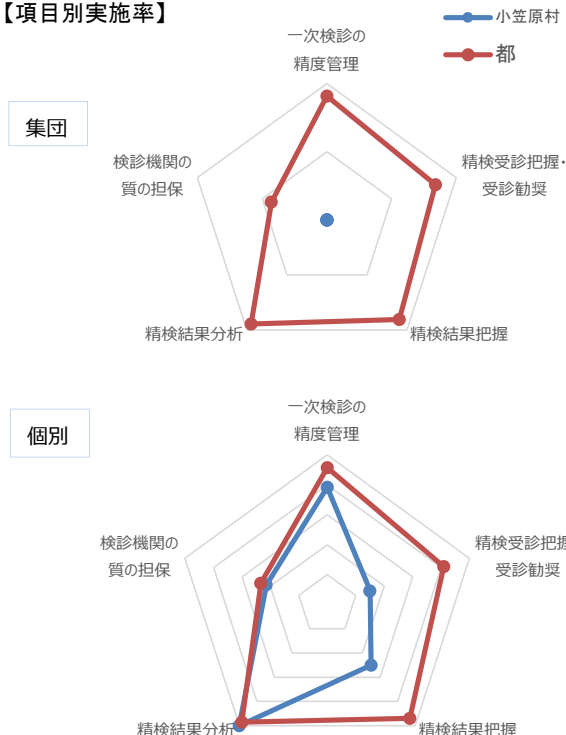 【項目別実施率】
小笠原村
都
集団
一次検診の
精度管理
検診機関の
質の担保
精検受診把握・
受診勧奨
精検結果分析
精検結果把握
個別
一次検診の
精度管理
検診機関の
質の担保
精検受診把握
受診勧奨
精検結果分析
精検結果把握